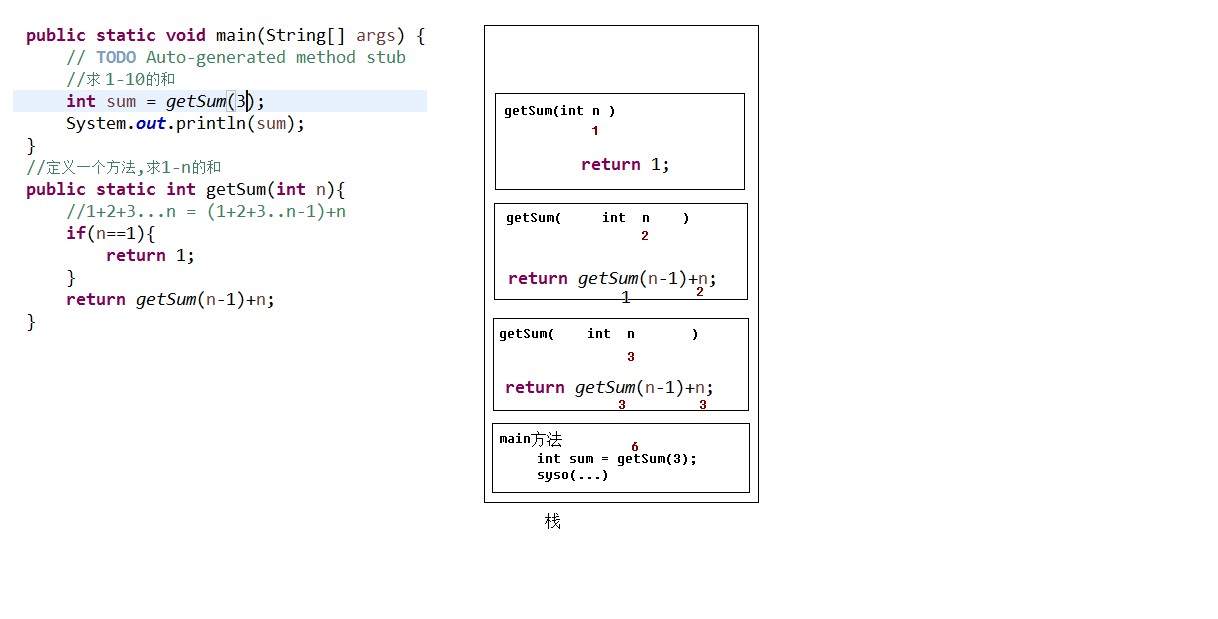 public static void main(String[] args) {
// TODO Auto-generated method stub
//求1-10的和
int sum = getSum(3);
System.out.println(sum);
}
//定义一个方法,求1-n的和
public static int getSum(int n){
//1+2+3...n = (1+2+3..n-1)+n
if(n==1){
return 1;
}
return getSum(n-1)+n;
}
getSum(int n )
1
return 1;
getSum( int n )
2
return getSum(n-1)+n;
1 2
getSum( int n )
3
return getSum(n-1)+n;
3 3
main方法
6
int sum = getSum(3);
syso(...)
栈